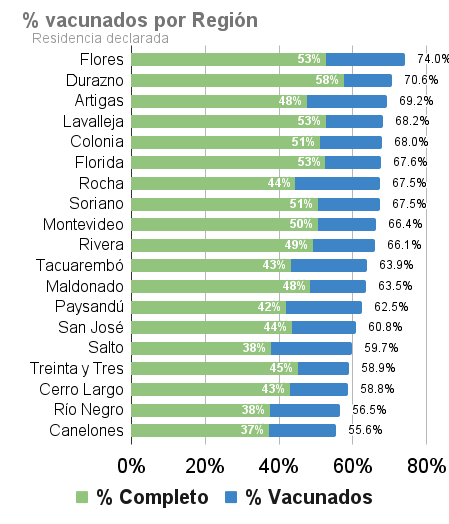 % vacunados por Región
Residencia declarada
Flores 53% 74.0%
Durazno 58% 70.6%
Artigas 48% 69.2%
Lavalleja 53% 68.2%
Colonia 51% 68.0%
Florida 53% 67.6%
Rocha 44% 67.5%
Soriano 51% 67.5%
Montevideo 50% 66.4%
Rivera 49% 66.1%
Tacuarembó 43% 63.9%
Maldonado 48% 63.5%
Paysandú 42% 62.5%
San José 44% 60.8%
Salto 38% 59.7%
Treinta y Tres 45% 58.9%
Cerro Largo 43% 58.8%
Río Negro 38% 56.5%
Canelones 37% 55.6%
0% 20% 40% 60% 80%
% Completo % Vacunados